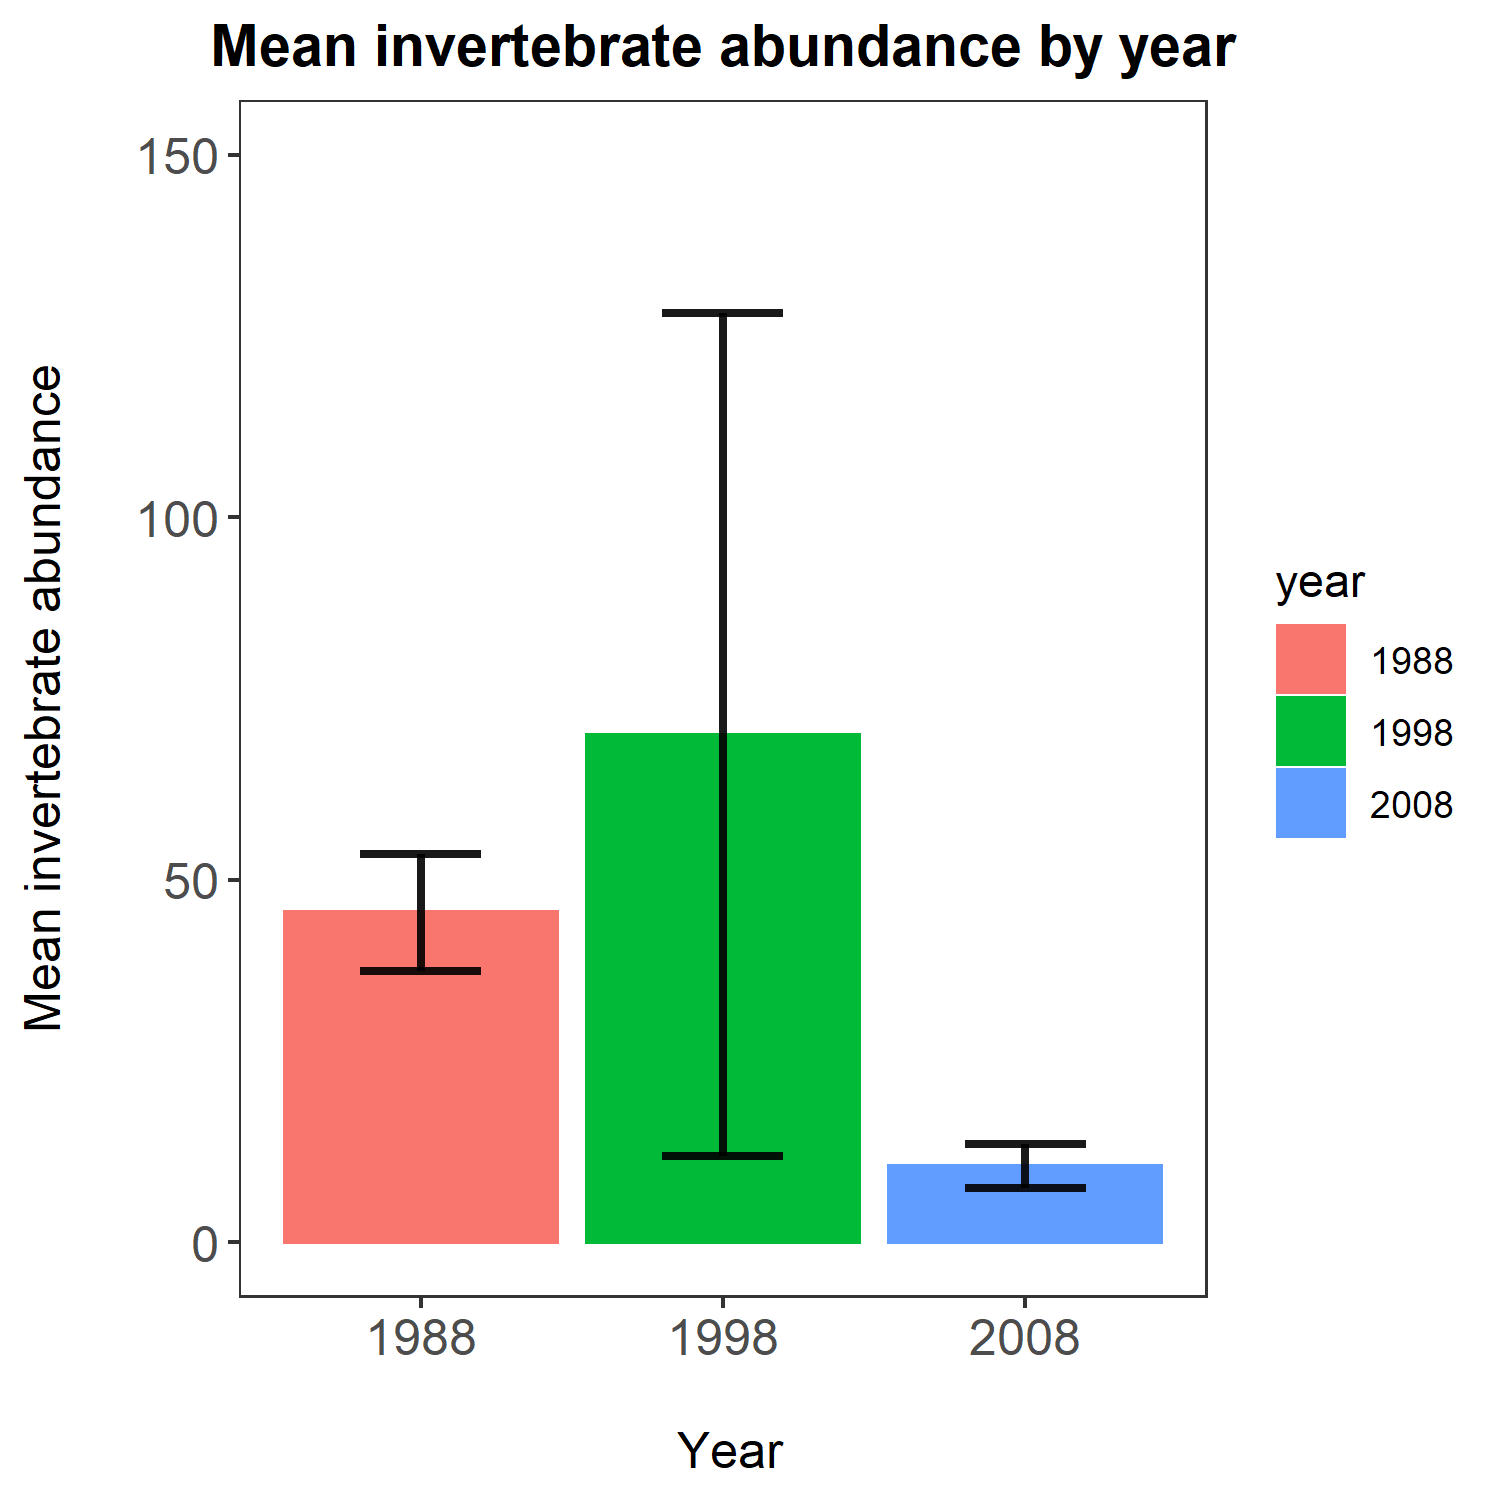 Mean invertebrate abundance by year
150
100
50
0
Mean invertebrate abundance
1988
1998
2008
Year
year
1988
1998
2008